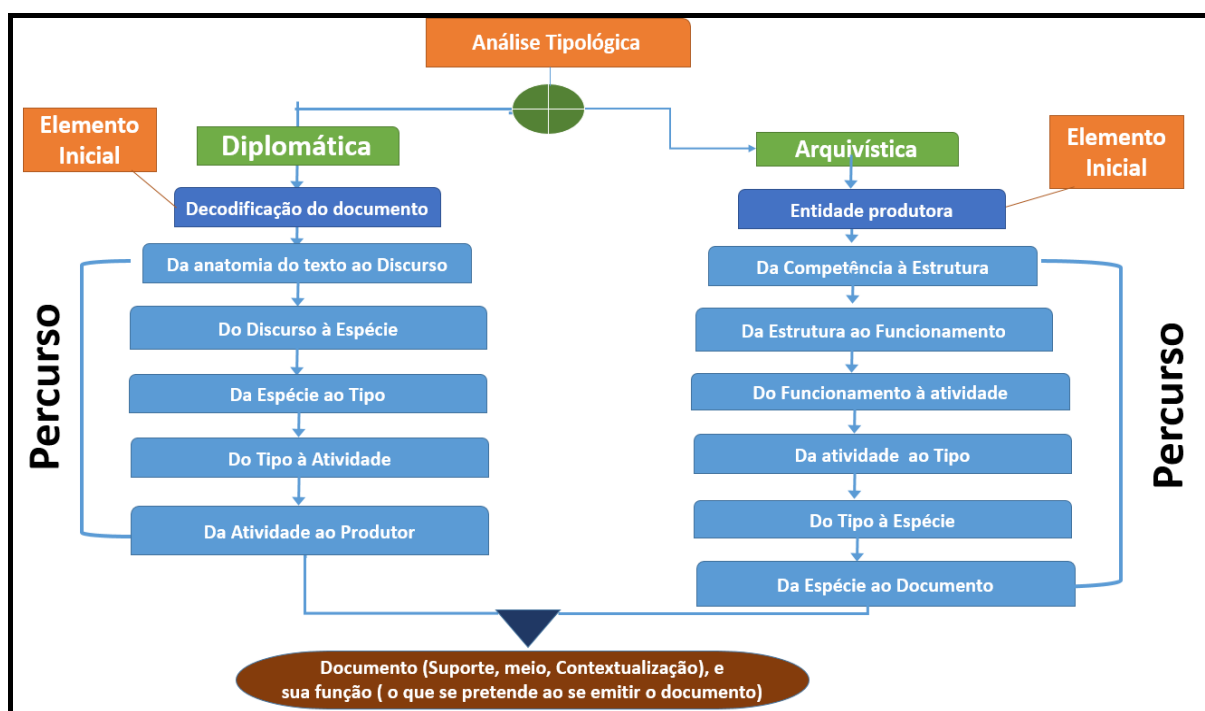 Análise Tipológica
Elemento
Inicial
Diplomática
Decodificação do documento
Percurso
Da anatomia do texto ao Discurso
Do Discurso à Espécie
Da Espécie ao Tipo
Do Tipo à Atividade
Da Atividade ao Produtor
Elemento
Inicial
Arquivística
Entidade produtora
Percurso
Da Competência à Estrutura
Da Estrutura ao Funcionamento
Do Funcionamento à atividade
Da atividade ao Tipo
Do Tipo à Espécie
Da Espécie ao Documento
Documento (Suporte, meio, Contextualização), e
sua função ( o que se pretende ao se emitir o documento)